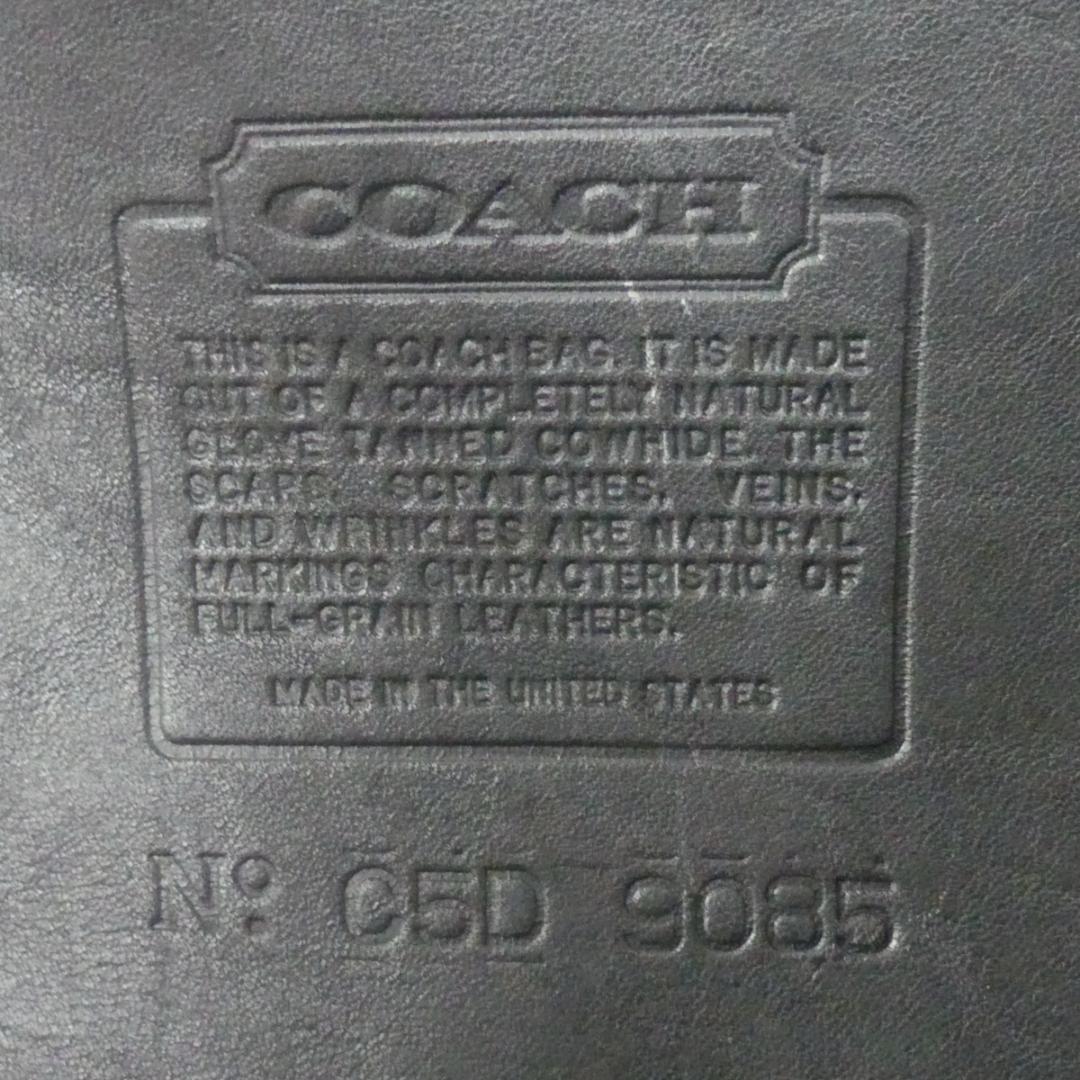 COACH
THIS IS A COACH BAG. IT IS MADE
OUT OF A COMPLETELY NATURAL
GLOVE TANNED COWHIDE. THE
SCARS, SCRATCHES, VEINS,
AND WRINKLES ARE NATURAL
MARKINGS CHARACTERISTIC OF
FULL-GRAIN LEATHERS.
MADE IN THE UNITED STATES
No C5D 9085